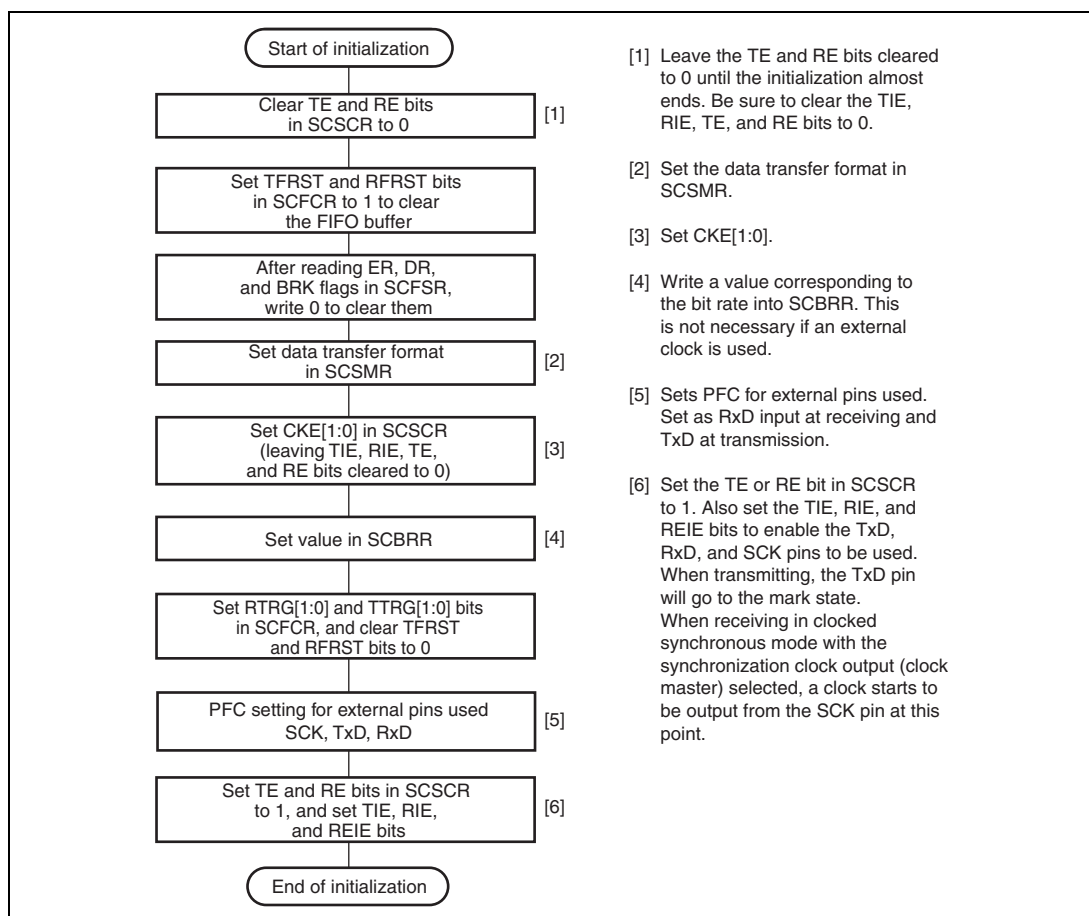 Start of initialization
Clear TE and RE bits
in SCSCR to 0
[1]
Set TFRST and RFRST bits
in SCFCR to 1 to clear
the FIFO buffer
After reading ER, DR,
and BRK flags in SCFSR,
write 0 to clear them
Set data transfer format
in SCSMR
[2]
Set CKE[1:0] in SCSCR
(leaving TIE, RIE, TE,
and RE bits cleared to 0)
[3]
Set value in SCBRR
[4]
Set RTRG[1:0] and TTRG[1:0] bits
in SCFCR, and clear TFRST
and RFRST bits to 0
PFC setting for external pins used
SCK, TxD, RxD
[5]
Set TE and RE bits in SCSCR
to 1, and set TIE, RIE,
and REIE bits
[6]
End of initialization
[1] Leave the TE and RE bits cleared
to 0 until the initialization almost
ends. Be sure to clear the TIE,
RIE, TE, and RE bits to 0.
[2] Set the data transfer format in
SCSMR.
[3] Set CKE[1:0].
[4] Write a value corresponding to
the bit rate into SCBRR. This
is not necessary if an external
clock is used.
[5] Sets PFC for external pins used.
Set as RxD input at receiving and
TxD at transmission.
[6] Set the TE or RE bit in SCSCR
to 1. Also set the TIE, RIE, and
REIE bits to enable the TxD,
RxD, and SCK pins to be used.
When transmitting, the TxD pin
will go to the mark state.
When receiving in clocked
synchronous mode with the
synchronization clock output (clock
master) selected, a clock starts to
be output from the SCK pin at this
point.